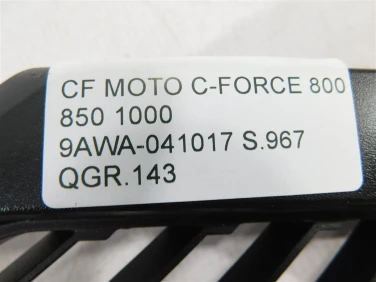 CF MOTO C-FORCE 800
850 1000
9AWA-041017 S.967
QGR.143